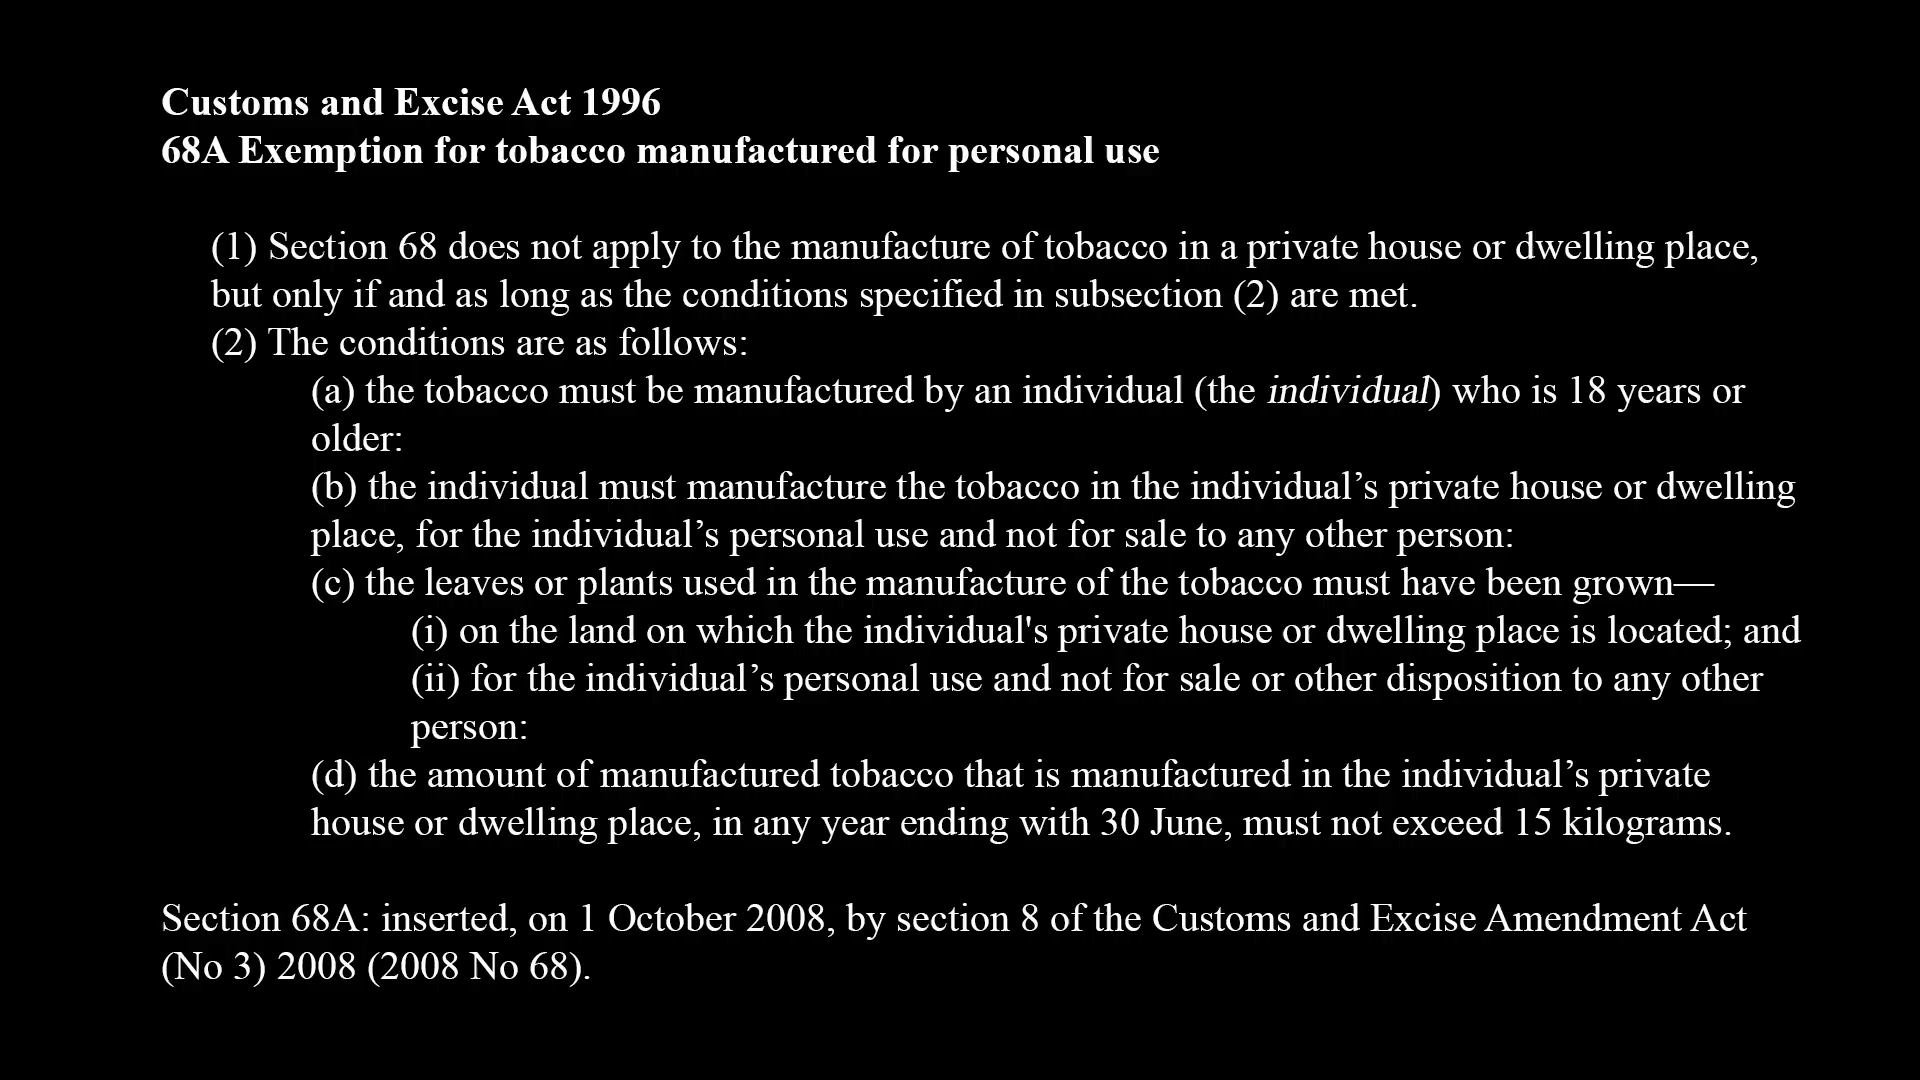 Customs and Excise Act 1996
68A Exemption for tobacco manufactured for personal use
(1) Section 68 does not apply to the manufacture of tobacco in a private house or dwelling place,
but only if and as long as the conditions specified in subsection (2) are met.
(2) The conditions are as follows:
(a) the tobacco must be manufactured by an individual (the individual) who is 18 years or
older:
(b) the individual must manufacture the tobacco in the individual’s private house or dwelling
place, for the individual’s personal use and not for sale to any other person:
(c) the leaves or plants used in the manufacture of the tobacco must have been grown—
(i) on the land on which the individual's private house or dwelling place is located; and
(ii) for the individual’s personal use and not for sale or other disposition to any other
person:
(d) the amount of manufactured tobacco that is manufactured in the individual’s private
house or dwelling place, in any year ending with 30 June, must not exceed 15 kilograms.
Section 68A: inserted, on 1 October 2008, by section 8 of the Customs and Excise Amendment Act
(No 3) 2008 (2008 No 68).